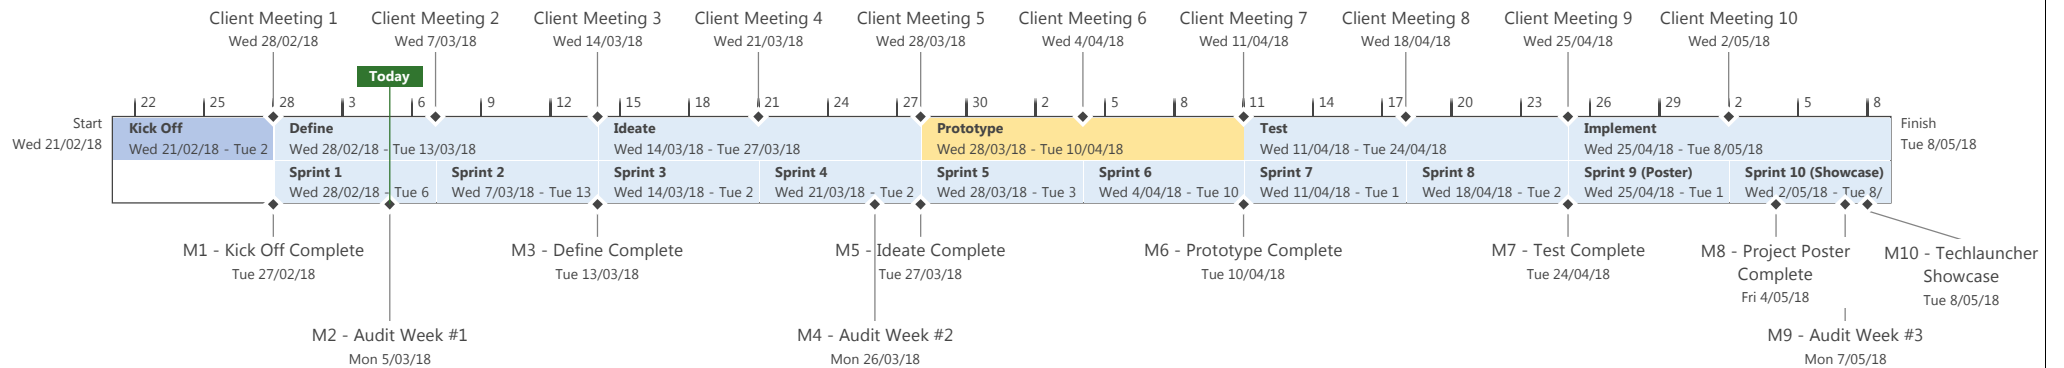 Client Meeting 1
Wed 28/02/18
Client Meeting 2
Wed 7/03/18
Client Meeting 3
Wed 14/03/18
Client Meeting 4
Wed 21/03/18
Client Meeting 5
Wed 28/03/18
Client Meeting 6
Wed 4/04/18
Client Meeting 7
Wed 11/04/18
Client Meeting 8
Wed 18/04/18
Client Meeting 9
Wed 25/04/18
Client Meeting 10
Wed 2/05/18
Today
22 25 28 3 6 9 12 15 18 21 24 27 30 2 5 8 11 14 17 20 23 26 29 2 5 8
Start
Wed 21/02/18
Kick Off
Wed 21/02/18 - Tue 2
Define
Wed 28/02/18 - Tue 13/03/18
Ideate
Wed 14/03/18 - Tue 27/03/18
Prototype
Wed 28/03/18 - Tue 10/04/18
Test
Wed 11/04/18 - Tue 24/04/18
Implement
Wed 25/04/18 - Tue 8/05/18
Finish
Tue 8/05/18
Sprint 1
Wed 28/02/18 - Tue 6
Sprint 2
Wed 7/03/18 - Tue 13
Sprint 3
Wed 14/03/18 - Tue 2
Sprint 4
Wed 21/03/18 - Tue 2
Sprint 5
Wed 28/03/18 - Tue 3
Sprint 6
Wed 4/04/18 - Tue 10
Sprint 7
Wed 11/04/18 - Tue 1
Sprint 8
Wed 18/04/18 - Tue 2
Sprint 9 (Poster)
Wed 25/04/18 - Tue 1
Sprint 10 (Showcase)
Wed 2/05/18 - Tue 8/
M1 - Kick Off Complete
Tue 27/02/18
M3 - Define Complete
Tue 13/03/18
M5 - Ideate Complete
Tue 27/03/18
M6 - Prototype Complete
Tue 10/04/18
M7 - Test Complete
Tue 24/04/18
M8 - Project Poster
Complete
Fri 4/05/18
M10 - Techlauncher
Showcase
Tue 8/05/18
M2 - Audit Week #1
Mon 5/03/18
M4 - Audit Week #2
Mon 26/03/18
M9 - Audit Week #3
Mon 7/05/18